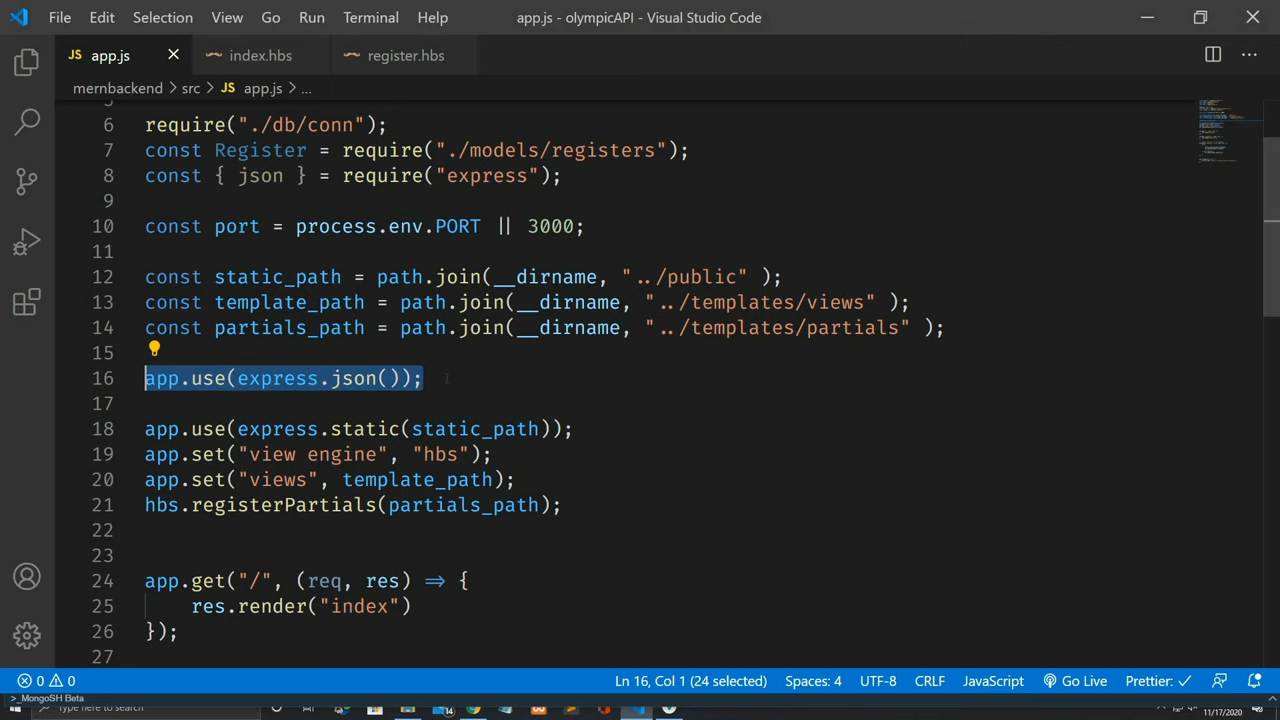 File Edit Selection View Go Run Terminal Help app.js - olympicAPI - Visual Studio Code
JS app.js index.hbs register.hbs
mernbackend > src > JS app.js > ...
5
6 require("./db/conn");
7 const Register = require("./models/registers");
8 const { json } = require("express");
9
10 const port = process.env.PORT || 3000;
11
12 const static_path = path.join(__dirname, "../public" );
13 const template_path = path.join(__dirname, "../templates/views" );
14 const partials_path = path.join(__dirname, "../templates/partials" );
15
16 app.use(express.json());
17
18 app.use(express.static(static_path));
19 app.set("view engine", "hbs");
20 app.set("views", template_path);
21 hbs.registerPartials(partials_path);
22
23
24 app.get("/", (req, res) => {
25 res.render("index")
26 });
27
0 0 Ln 16, Col 1 (24 selected) Spaces: 4 UTF-8 CRLF JavaScript Go Live Prettier: ✓
>_MongoSH Beta
Type here to search 14 11/17/2020